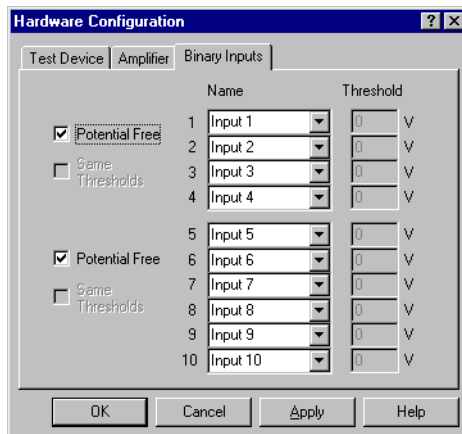 Hardware Configuration
Test Device Amplifier Binary Inputs
Name Threshold
Potential Free
Same
Thresholds
1 Input 1 0 V
2 Input 2 0 V
3 Input 3 0 V
4 Input 4 0 V
Potential Free
Same
Thresholds
5 Input 5 0 V
6 Input 6 0 V
7 Input 7 0 V
8 Input 8 0 V
9 Input 9 0 V
10 Input 10 0 V
OK Cancel Apply Help